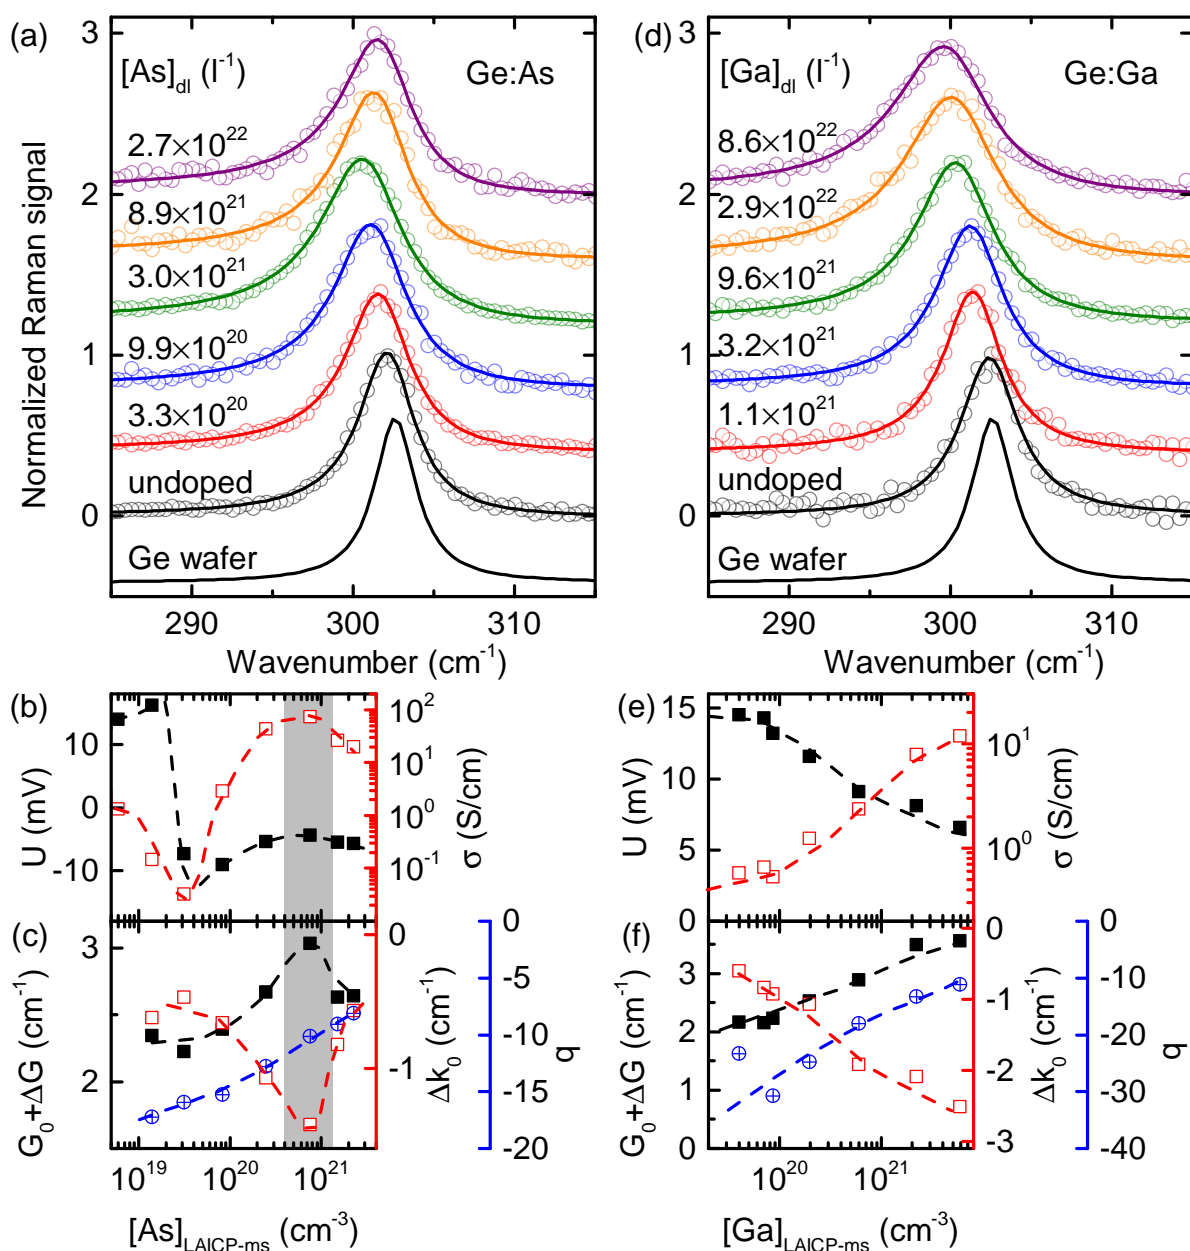 (a)
Normalized Raman signal
3
2
1
0
[As]dl (l-1)
Ge:As
2.7×10^22
8.9×10^21
3.0×10^21
9.9×10^20
3.3×10^20
undoped
Ge wafer
290 300 310
Wavenumber (cm-1)
(d)
3
2
1
0
[Ga]dl (l-1)
Ge:Ga
8.6×10^22
2.9×10^22
9.6×10^21
3.2×10^21
1.1×10^21
undoped
Ge wafer
290 300 310
Wavenumber (cm-1)
(b)
U (mV)
10
0
-10
10^2
10^1
10^0
10^-1
σ (S/cm)
(c)
G0+ΔG (cm-1)
3
2
0
-1
Δk0 (cm-1)
0
-5
-10
-15
-20
q
10^19 10^20 10^21
[As]LAICP-ms (cm-3)
(e)
U (mV)
15
10
5
0
10^1
10^0
σ (S/cm)
(f)
G0+ΔG (cm-1)
3
2
1
0
0
-1
-2
-3
Δk0 (cm-1)
0
-10
-20
-30
-40
q
10^20 10^21
[Ga]LAICP-ms (cm-3)